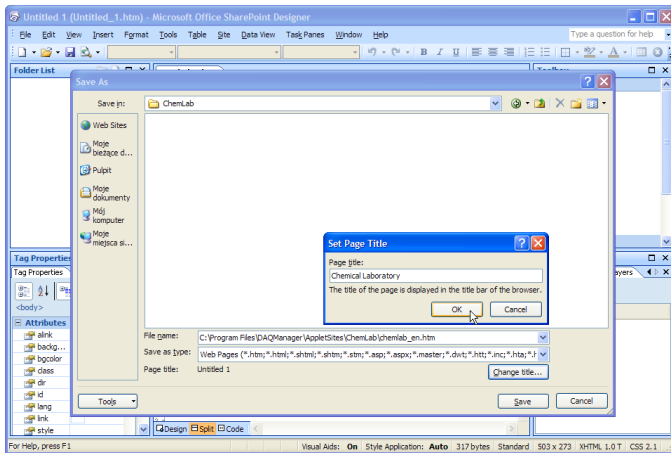 Untitled 1 (Untitled_1.htm) - Microsoft Office SharePoint Designer
File Edit View Insert Format Tools Table Site Data View Task Panes Window Help
Type a question for help
B I U
Folder List
Save As
Save in: ChemLab
Web Sites
Moje
bieżące d...
Pulpit
Moje
dokumenty
Mój
komputer
Moje
miejsca si...
Set Page Title
Page title:
Chemical Laboratory
The title of the page is displayed in the title bar of the browser.
OK Cancel
Tag Properties
Tag Properties
<body>
Attributes
alink
backg...
bgcolor
class
dir
id
lang
link
style
File name: C:\Program Files\DAQManager\AppletSites\ChemLab\chemlab_en.htm
Save as type: Web Pages (*.htm;*.html;*.shtml;*.shtm;*.stm;*.asp;*.aspx;*.master;*.dwt;*.htt;*.inc;*.hta;*.h
Page title: Untitled 1
Change title...
Tools Save Cancel
Design Split Code
For Help, press F1 Visual Aids: On Style Application: Auto 317 bytes Standard 503 x 273 XHTML 1.0 T CSS 2.1